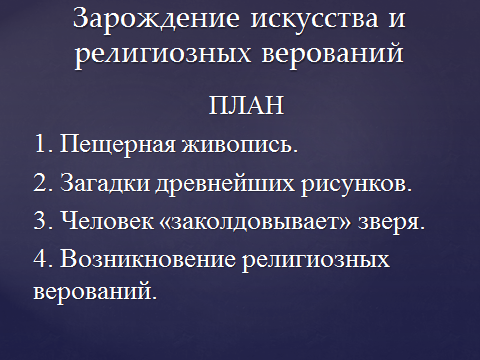 Зарождение искусства и
религиозных верований
ПЛАН
1. Пещерная живопись.
2. Загадки древнейших рисунков.
3. Человек «заколдовывает» зверя.
4. Возникновение религиозных
верований.